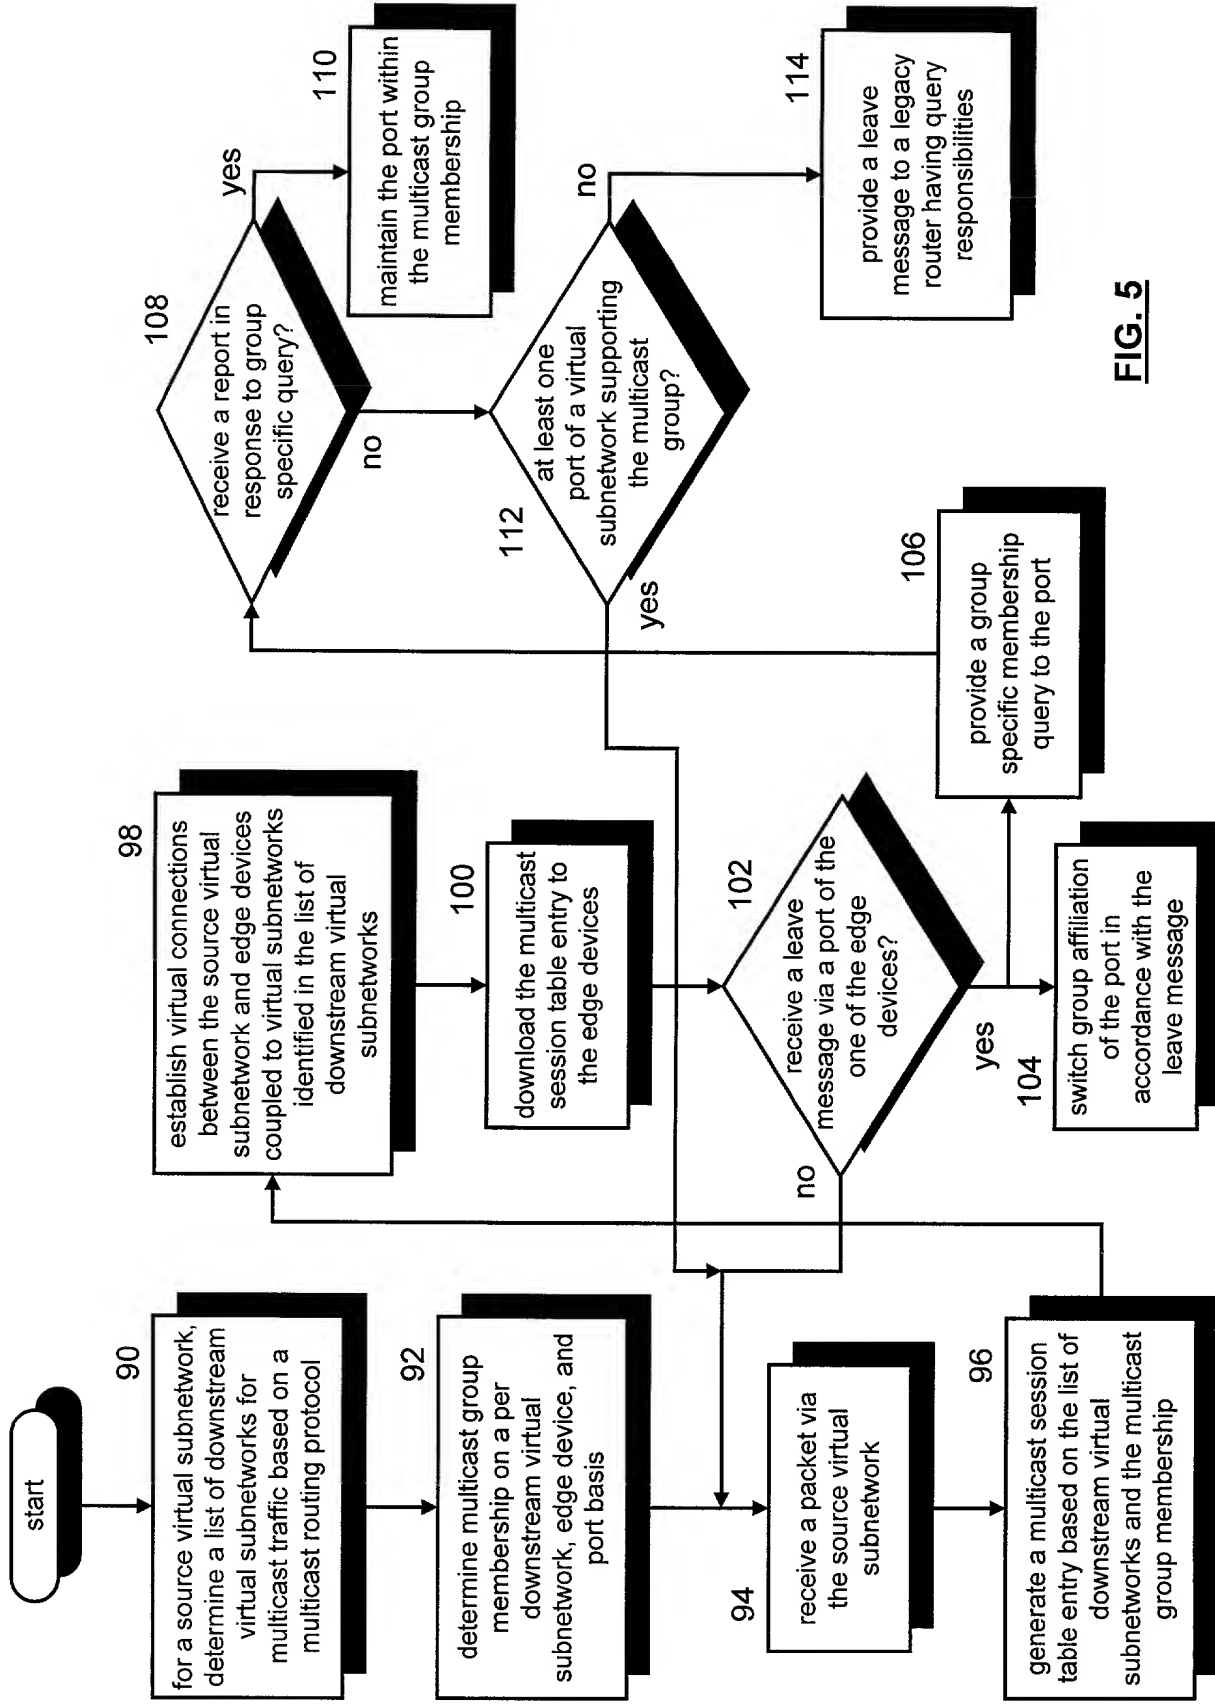 start
90
for a source virtual subnetwork,
determine a list of downstream
virtual subnetworks for
multicast traffic based on a
multicast routing protocol
92
determine multicast group
membership on a per
downstream virtual
subnetwork, edge device, and
port basis
94
receive a packet via
the source virtual
subnetwork
96
generate a multicast session
table entry based on the list of
downstream virtual
subnetworks and the multicast
group membership
98
establish virtual connections
between the source virtual
subnetwork and edge devices
coupled to virtual subnetworks
identified in the list of
downstream virtual
subnetworks
100
download the multicast
session table entry to
the edge devices
102
receive a leave
message via a port of the
one of the edge
devices?
no
yes
104
switch group affiliation
of the port in
accordance with the
leave message
106
provide a group
specific membership
query to the port
108
receive a report in
response to group
specific query?
yes
no
110
maintain the port within
the multicast group
membership
112
at least one
port of a virtual
subnetwork supporting
the multicast
group?
yes
no
114
provide a leave
message to a legacy
router having query
responsibilities
FIG. 5